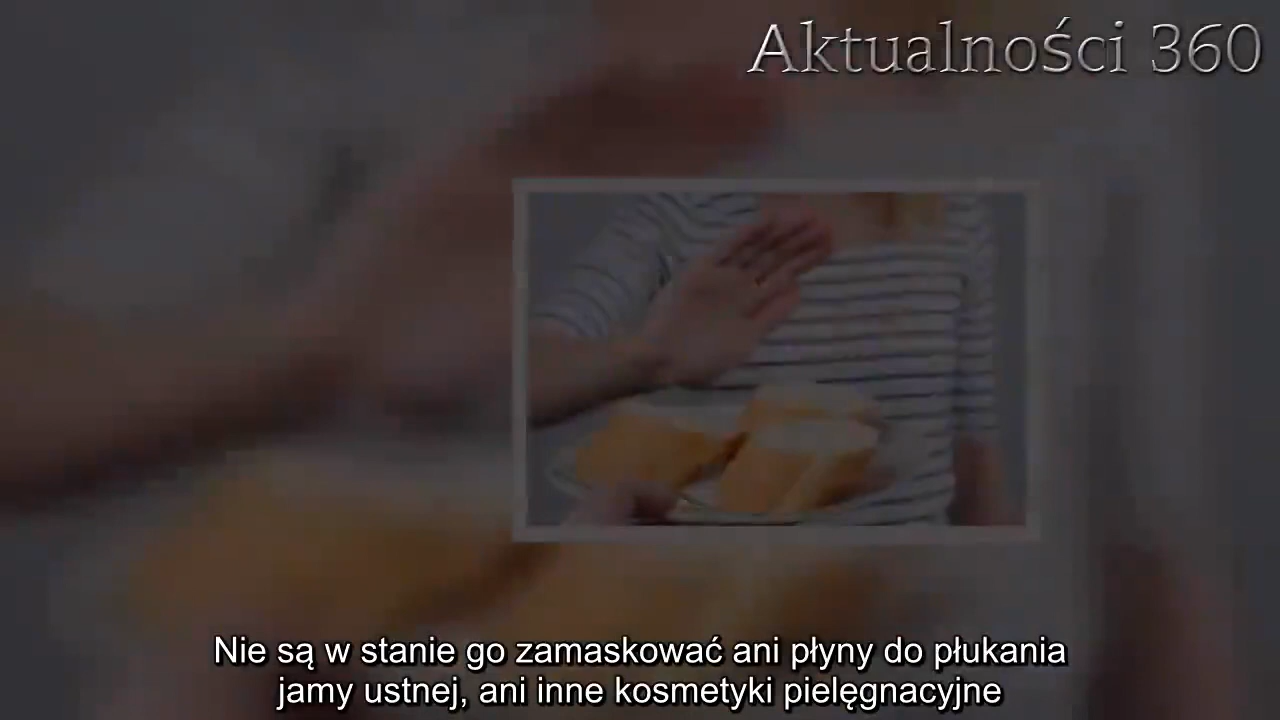 Aktualności 360
Nie są w stanie go zamaskować ani płyny do płukania
jamy ustnej, ani inne kosmetyki pielęgnacyjne